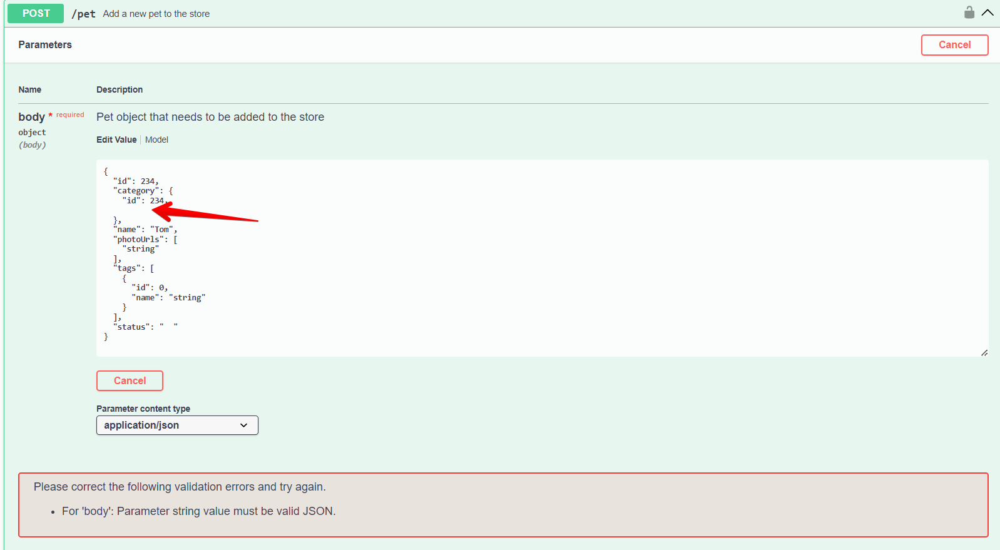 POST /pet Add a new pet to the store
Parameters
Cancel
Name Description
body * required Pet object that needs to be added to the store
object
(body)
Edit Value | Model
{
  "id": 234,
  "category": {
    "id": 234,

  },
  "name": "Tom",
  "photoUrls": [
    "string"
  ],
  "tags": [
    {
      "id": 0,
      "name": "string"
    }
  ],
  "status": "  "
}
Cancel
Parameter content type
application/json
Please correct the following validation errors and try again.
• For 'body': Parameter string value must be valid JSON.